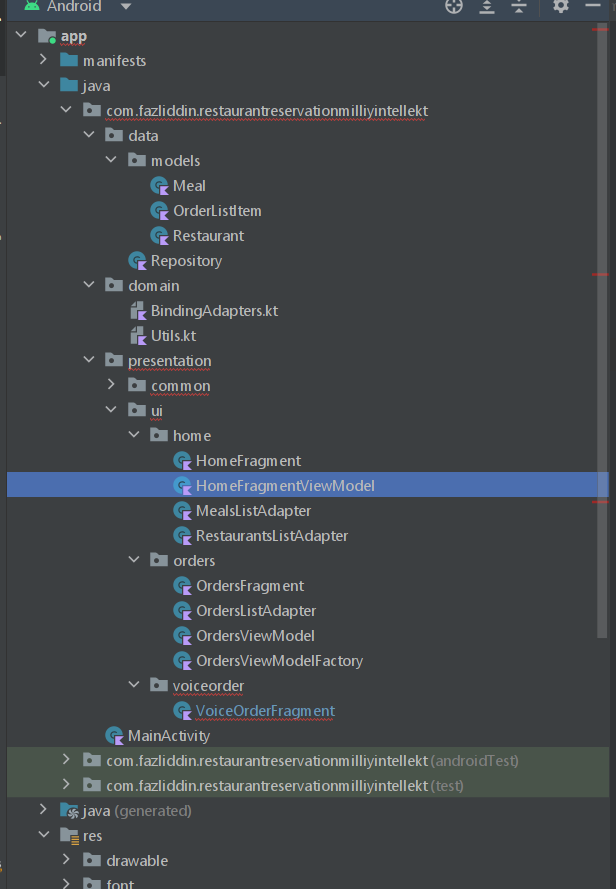 Android
app
manifests
java
com.fazliddin.restaurantreservationmilliyintellekt
data
models
Meal
OrderListItem
Restaurant
Repository
domain
BindingAdapters.kt
Utils.kt
presentation
common
ui
home
HomeFragment
HomeFragmentViewModel
MealsListAdapter
RestaurantsListAdapter
orders
OrdersFragment
OrdersListAdapter
OrdersViewModel
OrdersViewModelFactory
voiceorder
VoiceOrderFragment
MainActivity
com.fazliddin.restaurantreservationmilliyintellekt (androidTest)
com.fazliddin.restaurantreservationmilliyintellekt (test)
java (generated)
res
drawable
font